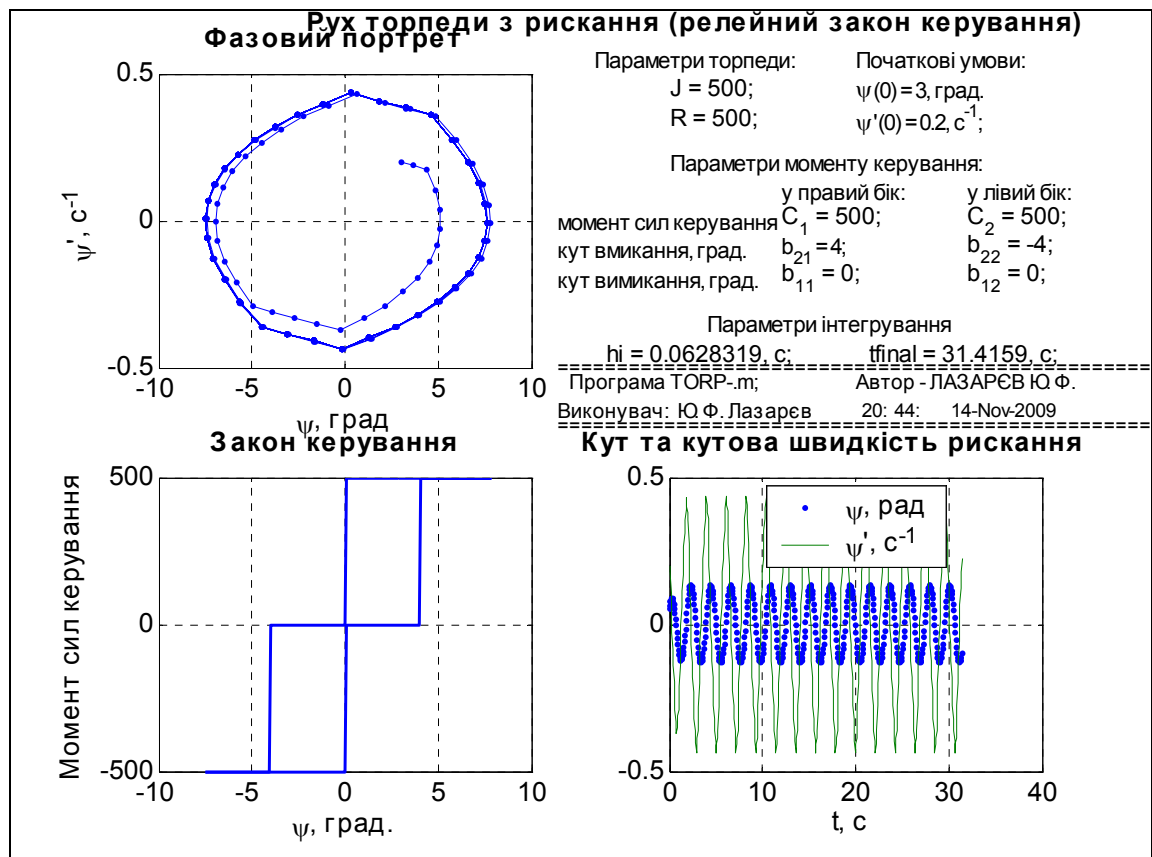 Рух торпеди з рискання (релейний закон керування)
Фазовий портрет
0.5
0
-0.5
-10
-5
0
5
10
ψ', с-1
ψ, град
Параметри торпеди:
J = 500;
R = 500;
Початкові умови:
ψ(0) = 3, град.
ψ'(0) = 0.2, с-1;
Параметри моменту керування:
у правий бік: у лівий бік:
момент сил керування C1 = 500; C2 = 500;
кут вмикання, град. b21 = 4; b22 = -4;
кут вимикання, град. b11 = 0; b12 = 0;
Параметри інтегрування
hi = 0.0628319, с; tfinal = 31.4159, с;
==========================================================
Програма TORP-.m; Автор - ЛАЗАРЄВ Ю.Ф.
Виконувач: Ю.Ф. Лазарєв 20: 44: 14-Nov-2009
==========================================================
Закон керування
500
0
-500
-10
-5
0
5
10
Момент сил керування
ψ, град.
Кут та кутова швидкість рискання
0.5
0
-0.5
0
10
20
30
40
ψ, рад
ψ', с-1
t, с